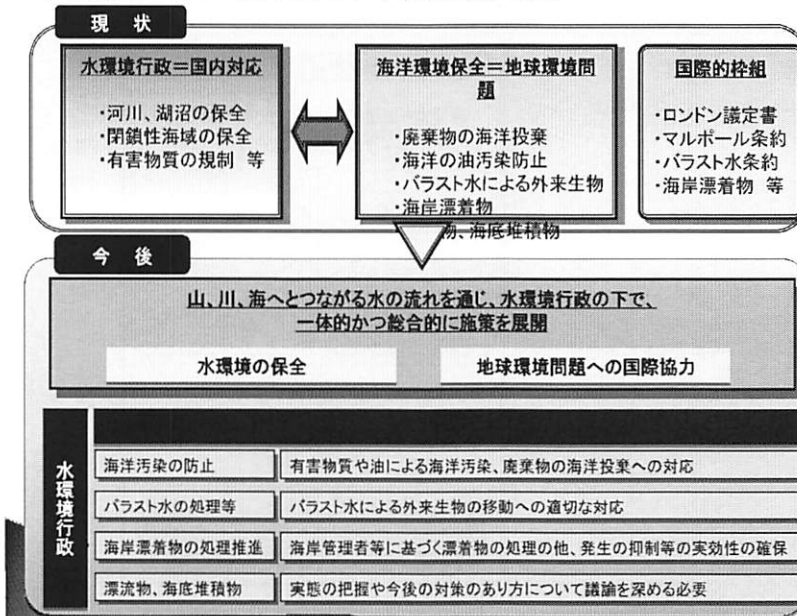 現 状
水環境行政＝国内対応
・河川、湖沼の保全
・閉鎖性海域の保全
・有害物質の規制 等
海洋環境保全＝地球環境問
題
・廃棄物の海洋投棄
・海洋の油汚染防止
・バラスト水による外来生物
・海岸漂着物
物、海底堆積物
国際的枠組
・ロンドン議定書
・マルポール条約
・バラスト水条約
・海岸漂着物 等
今 後
山、川、海へとつながる水の流れを通じ、水環境行政の下で、
一体的かつ総合的に施策を展開
水環境の保全
地球環境問題への国際協力
水環境行政
海洋汚染の防止
有害物質や油による海洋汚染、廃棄物の海洋投棄への対応
バラスト水の処理等
バラスト水による外来生物の移動への適切な対応
海岸漂着物の処理推進
海岸管理者等に基づく漂着物の処理の他、発生の抑制等の実効性の確保
漂流物、海底堆積物
実態の把握や今後の対策のあり方について議論を深める必要